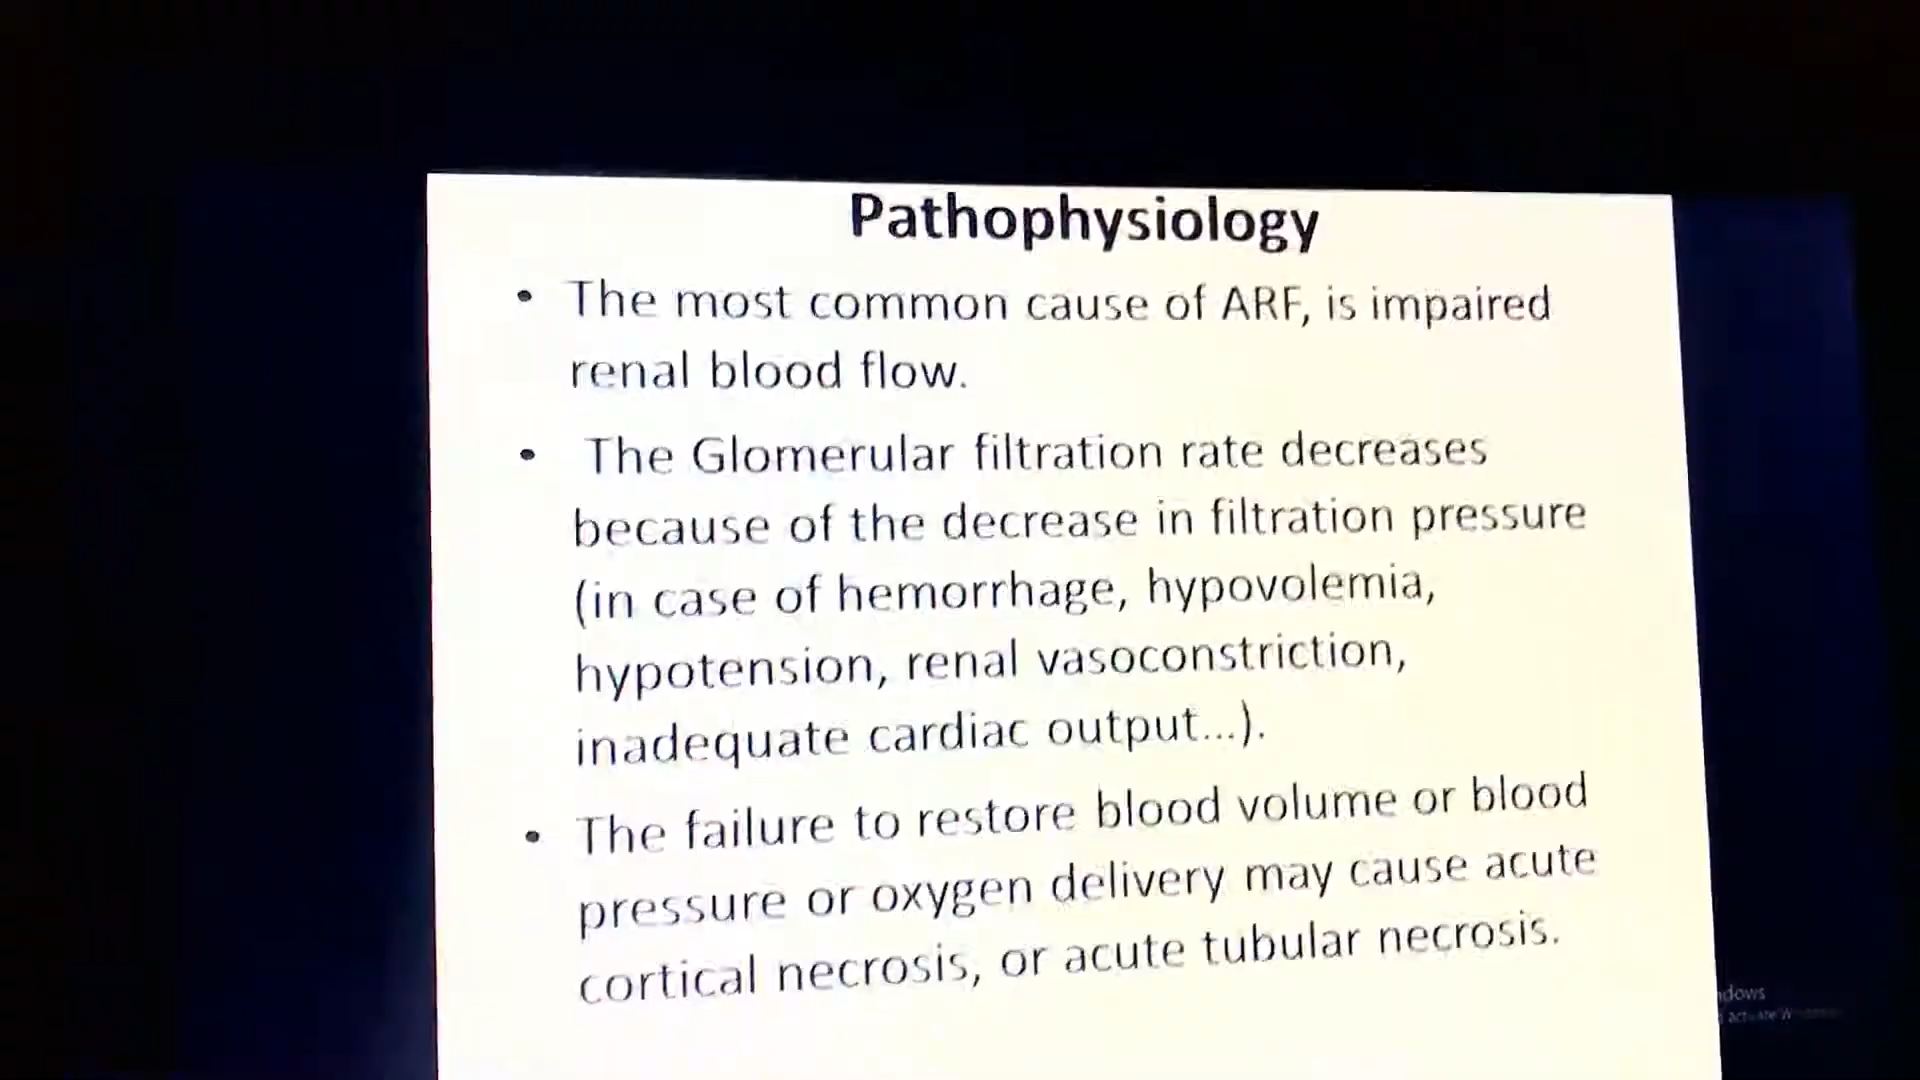 Pathophysiology
• The most common cause of ARF, is impaired
renal blood flow.
• The Glomerular filtration rate decreases
because of the decrease in filtration pressure
(in case of hemorrhage, hypovolemia,
hypotension, renal vasoconstriction,
inadequate cardiac output...).
• The failure to restore blood volume or blood
pressure or oxygen delivery may cause acute
cortical necrosis, or acute tubular necrosis.
dows